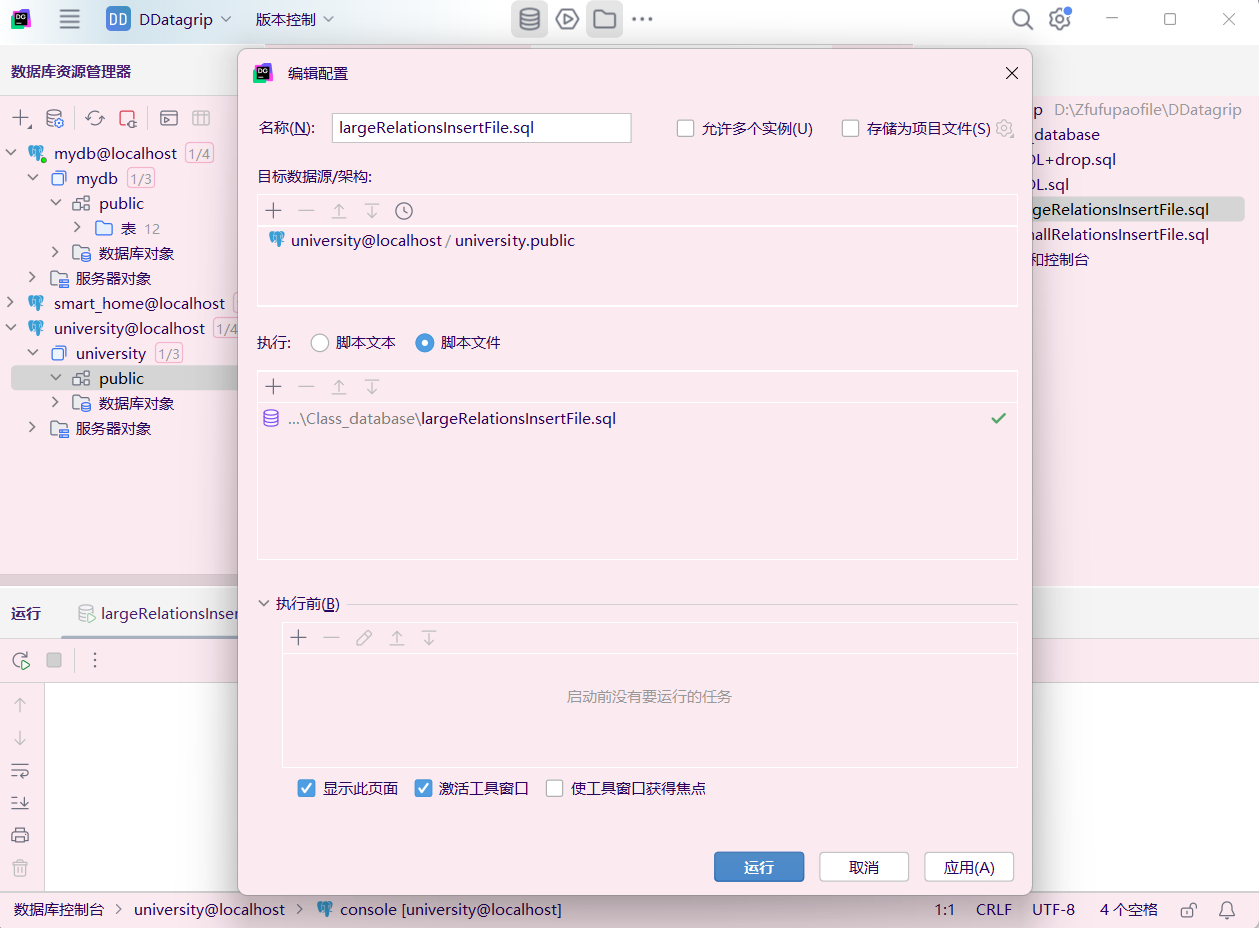 DG DD DDatagrip 版本控制
数据库资源管理器
mydb@localhost 1/4
mydb 1/3
public
表 12
数据库对象
服务器对象
smart_home@localhost
university@localhost 1/4
university 1/3
public
数据库对象
服务器对象
DG 编辑配置
名称(N): largeRelationsInsertFile.sql 允许多个实例(U) 存储为项目文件(S)
目标数据源/架构:
university@localhost / university.public
执行: 脚本文本 脚本文件
...\Class_database\largeRelationsInsertFile.sql
执行前(B)
启动前没有要运行的任务
显示此页面 激活工具窗口 使工具窗口获得焦点
运行 取消 应用(A)
p D:\Zfufupaofile\DDatagrip
_database
DL+drop.sql
DL.sql
geRelationsInsertFile.sql
allRelationsInsertFile.sql
和控制台
运行 largeRelationsInser
数据库控制台 university@localhost console [university@localhost] 1:1 CRLF UTF-8 4 个空格